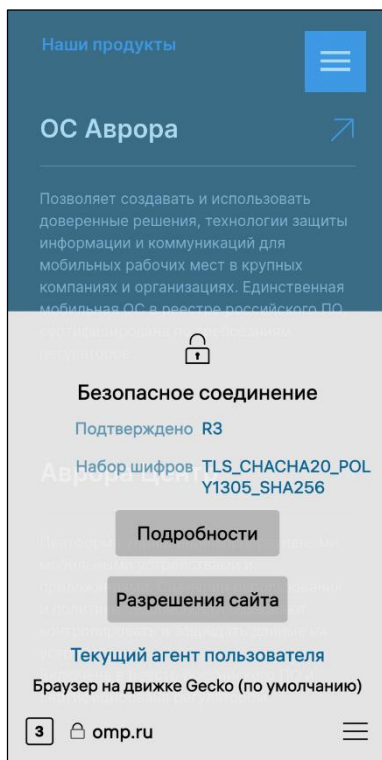 Наши продукты
ОС Аврора
Позволяет создавать и использовать
доверенные решения, технологии защиты
информации и коммуникаций для
мобильных рабочих мест в крупных
компаниях и организациях. Единственная
мобильная ОС в реестре российского ПО,
Безопасное соединение
Подтверждено R3
Набор шифров TLS_CHACHA20_POL
Y1305_SHA256
Аврора Центр
Подробности
Разрешения сайта
Текущий агент пользователя
Браузер на движке Gecko (по умолчанию)
3 omp.ru